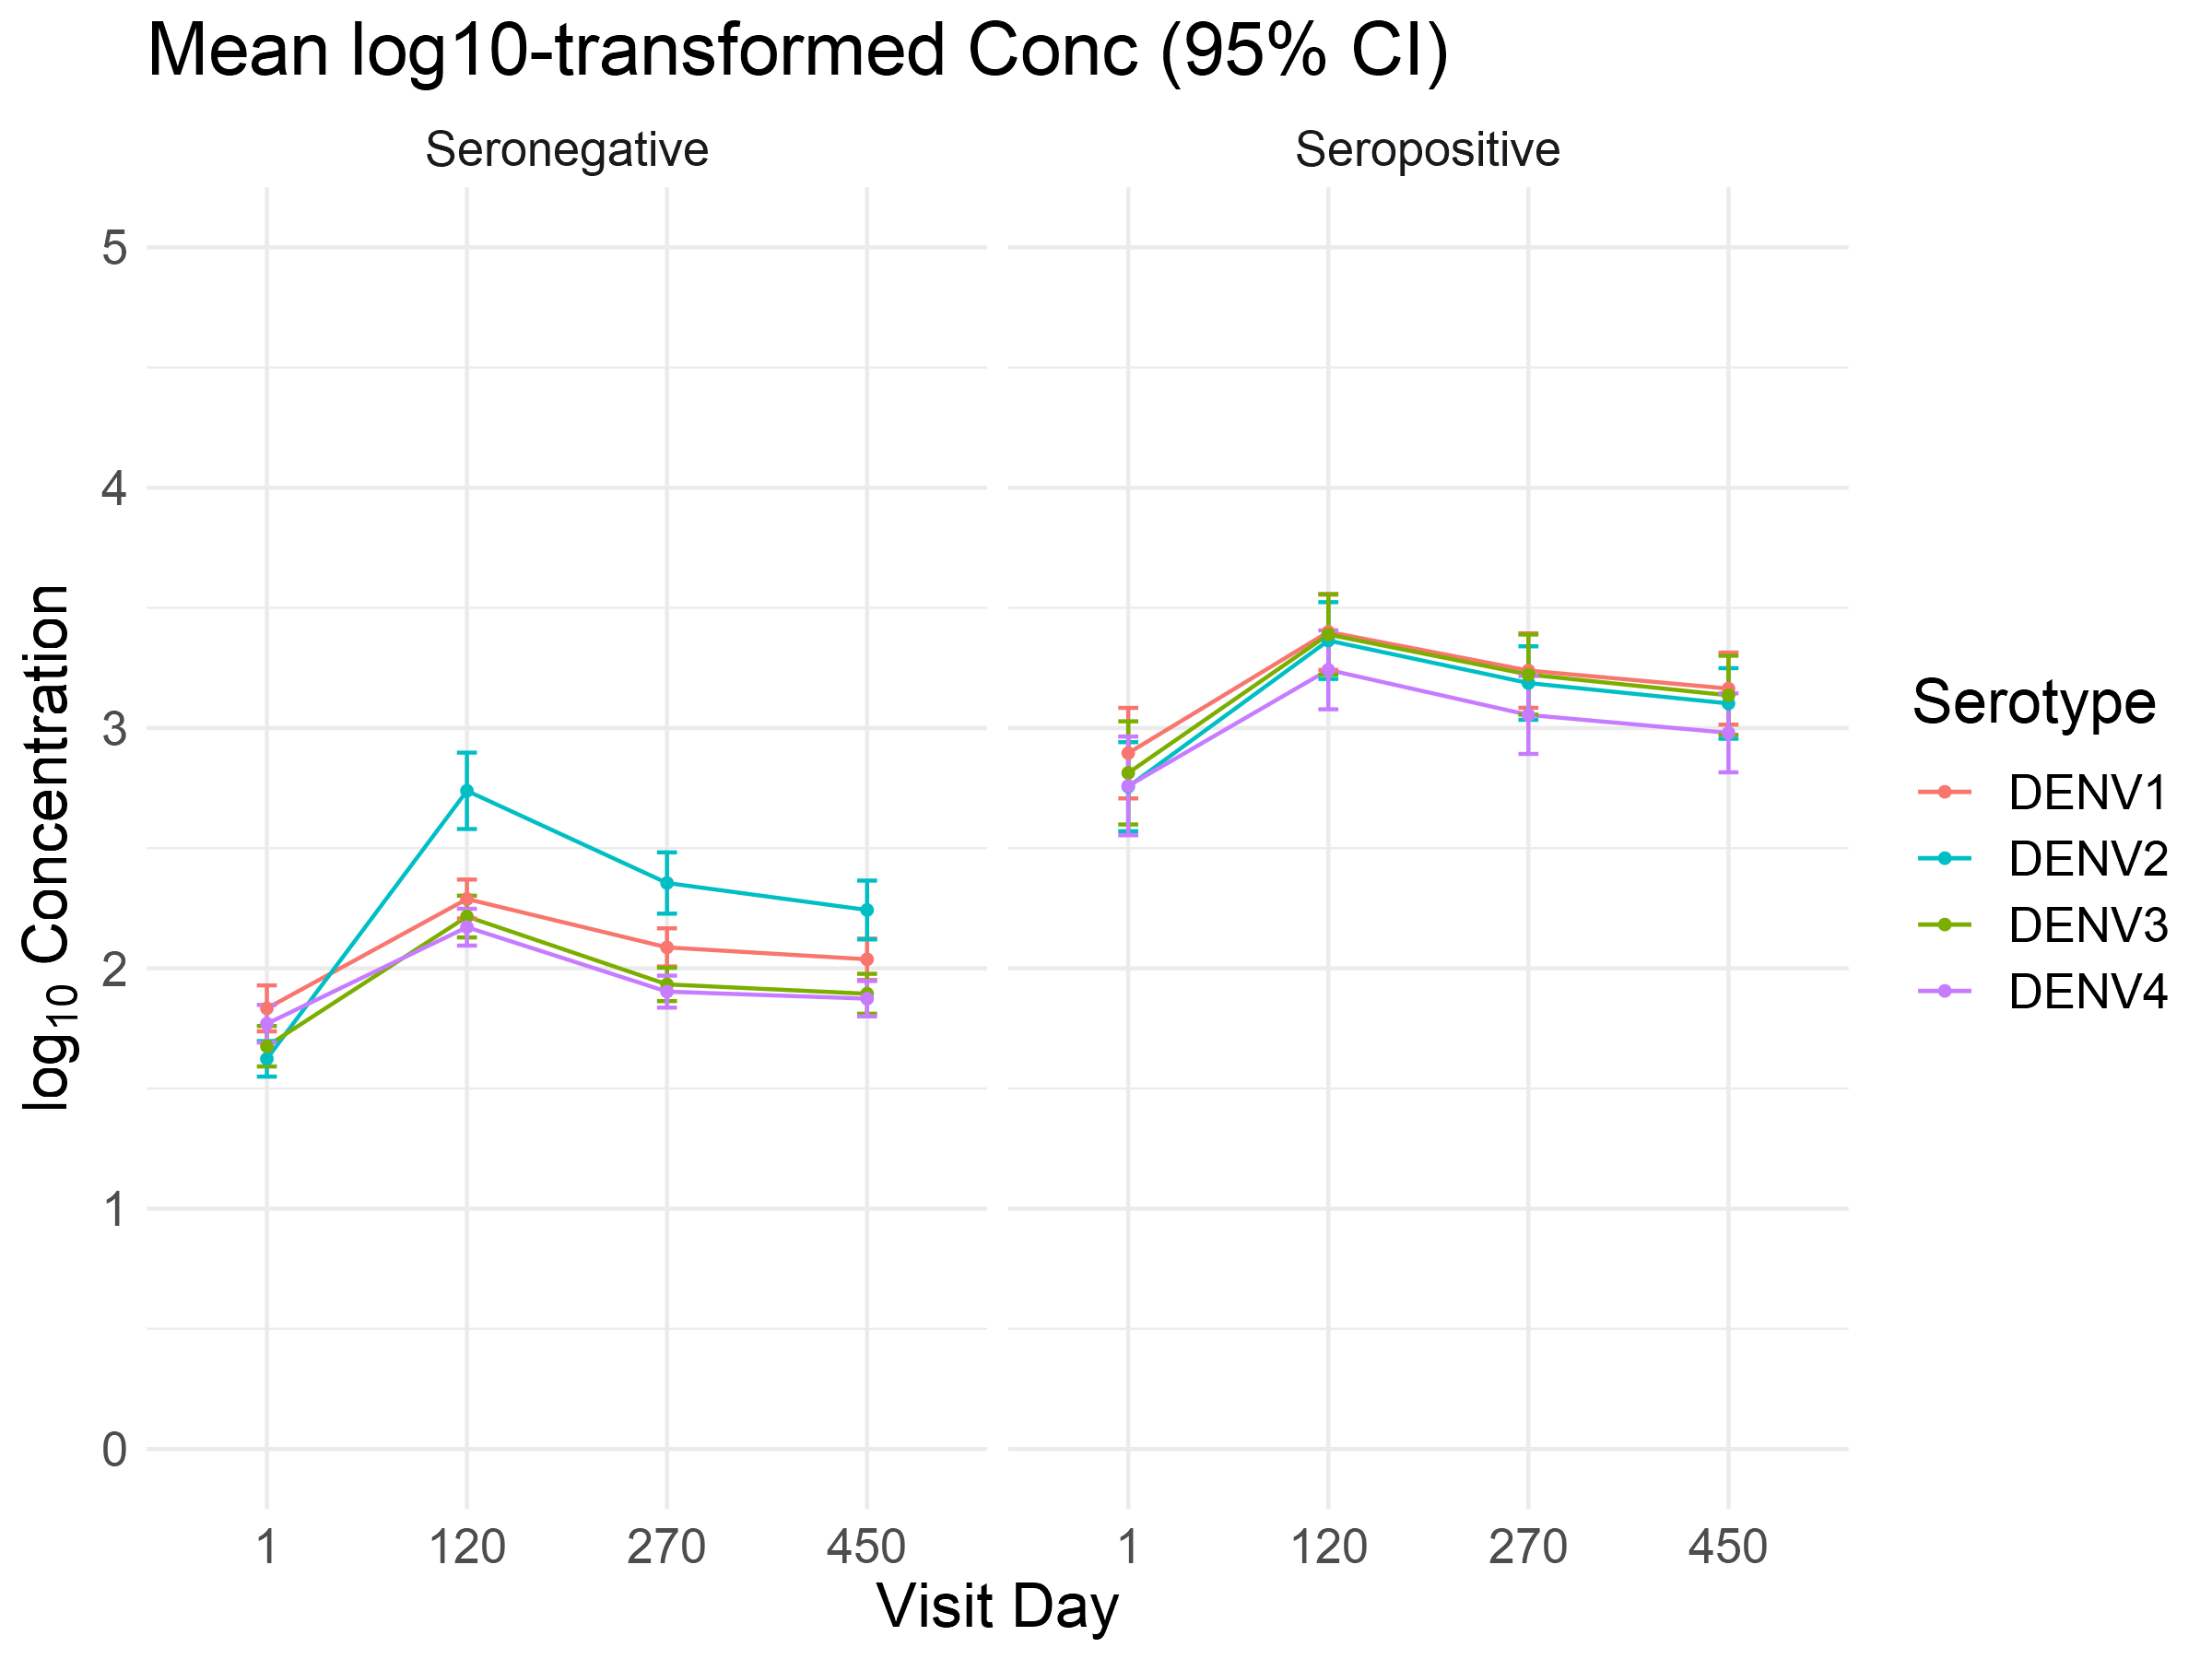 Mean log10-transformed Conc (95% CI)
Seronegative
Seropositive
log10 Concentration
5
4
3
2
1
0
1 120 270 450
1 120 270 450
Visit Day
Serotype
DENV1
DENV2
DENV3
DENV4